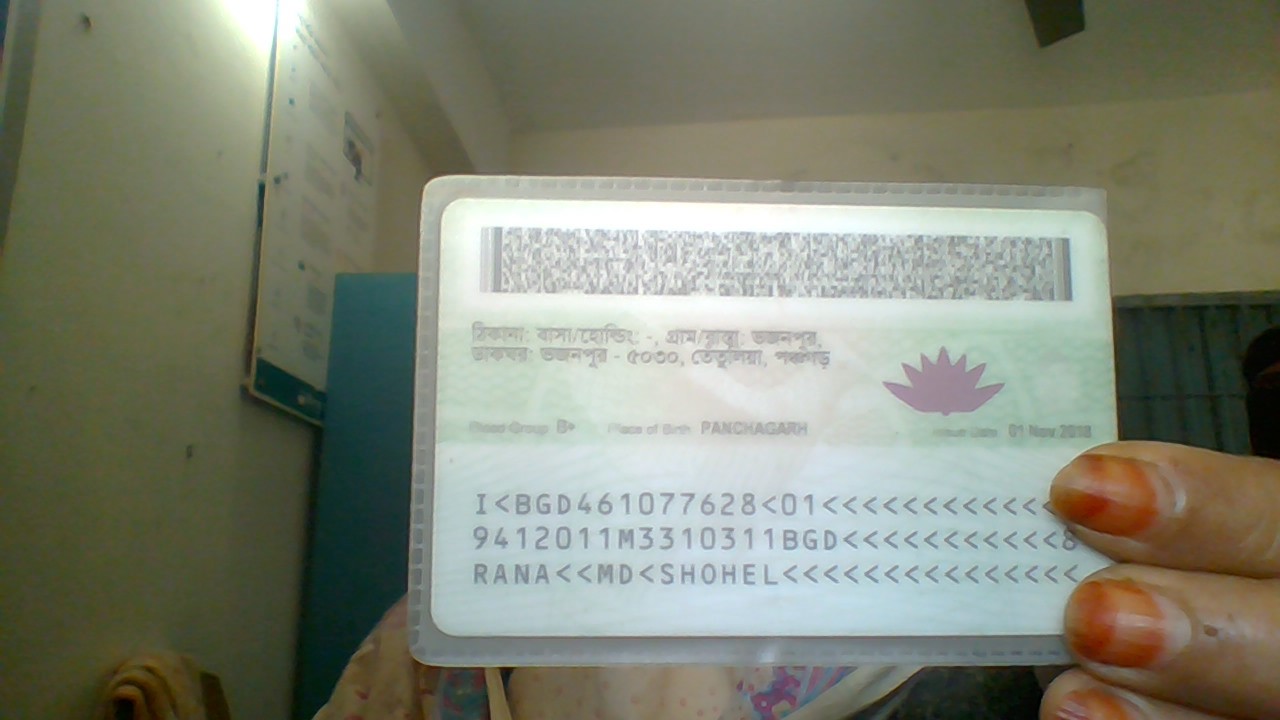 ঠিকানা: বাসা/হোল্ডিং: -, গ্রাম/রাস্তা: ভজনপুর,
ডাকঘর: ভজনপুর - ৫০৩০, তেতুলিয়া, পঞ্চগড়
Blood Group: B+ Place of Birth: PANCHAGARH Issue Date: 01 Nov 2018
I<BGD461077628<01<<<<<<<<<<<<<
9412011M3310311BGD<<<<<<<<<<<8
RANA<<MD<SHOHEL<<<<<<<<<<<<<<<